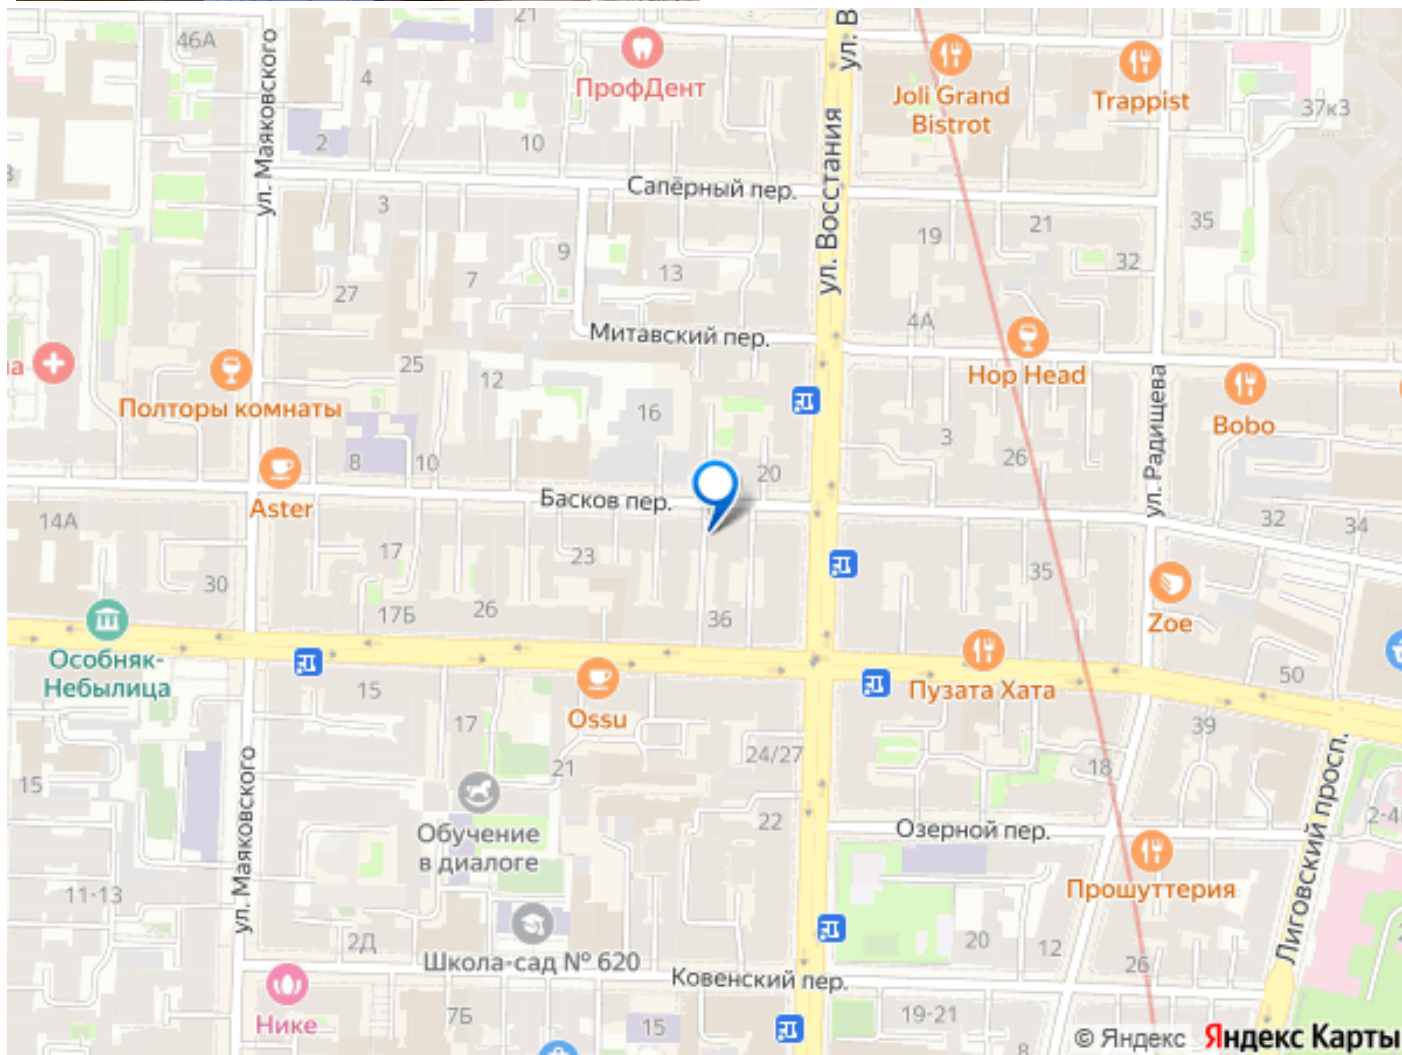 21
46А
ул. В
ПрофДент
Joli Grand
Bistrot
Trappist
37к3
4
2
10
ул. Маяковского
Сапёрный пер.
ул. Восстания
3
9
7
13
27
19
21
32
35
4А
Митавский пер.
Hop Head
Bobo
ул. Радищева
а
25
12
16
Полторы комнаты
8
10
3
26
20
Aster
Басков пер.
14А
32
34
17
23
35
30
17Б
26
36
Zoe
Особняк-
Небылица
15
Ossu
Пузата Хата
50
17
39
21
24/27
18
15
22
Обучение
в диалоге
Озерной пер.
2-4
Лиговский просп.
Прошуттерия
ул. Маяковского
11-13
2Д
Школа-сад № 620
20
12
26
Ковенский пер.
Нике
7Б
15
19-21
8
© Яндекс Яндекс Карты